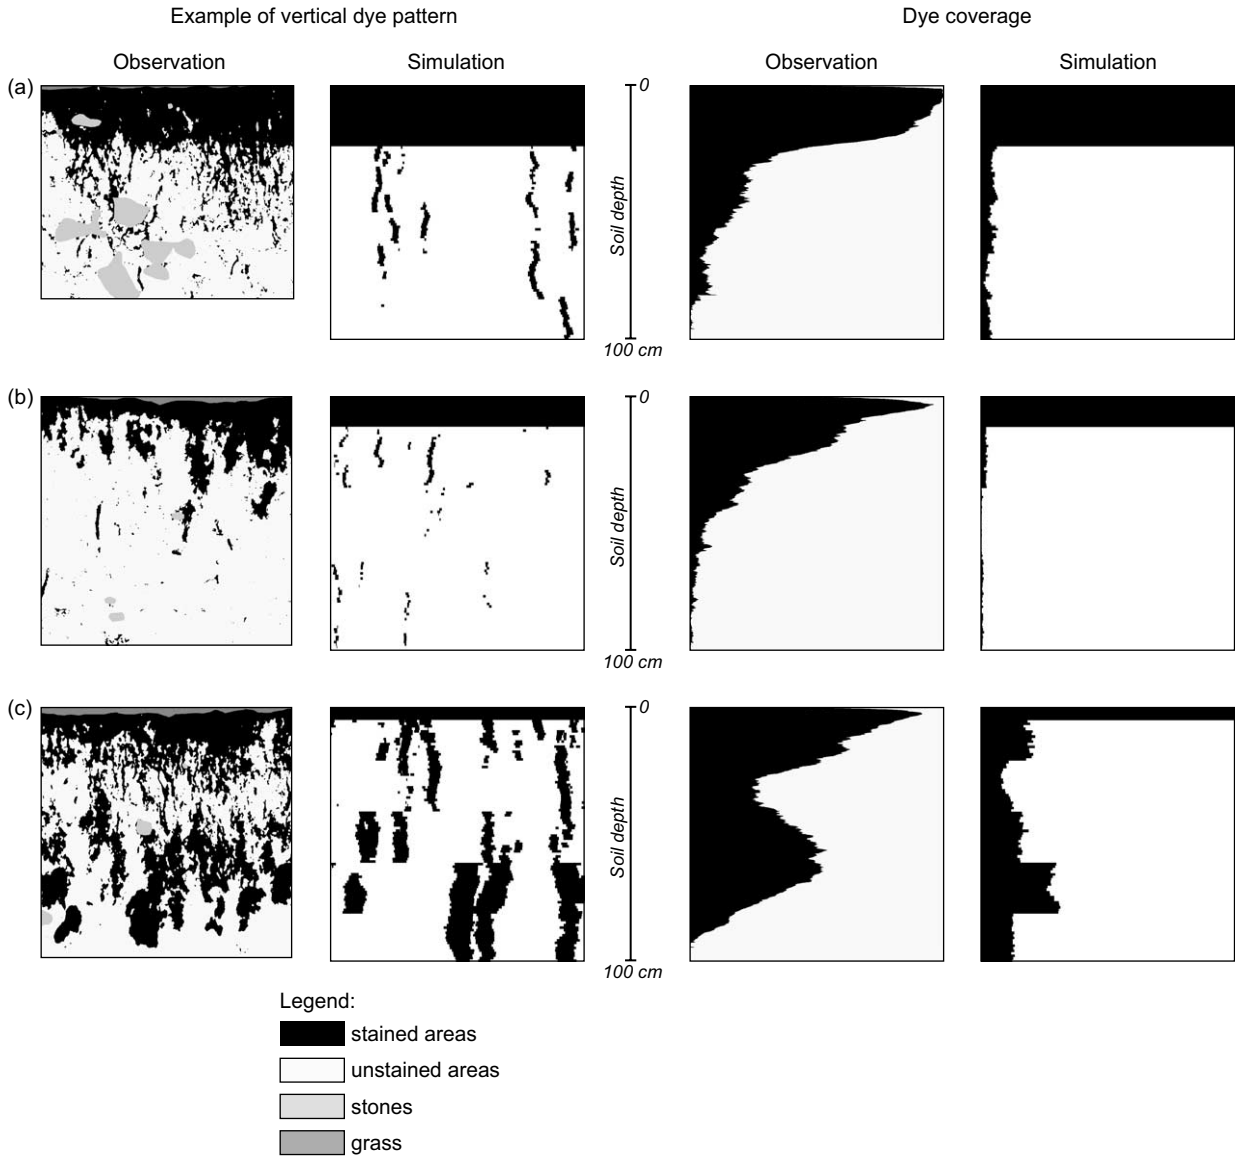 Example of vertical dye pattern
Dye coverage
Observation
Simulation
Observation
Simulation
(a)
0
Soil depth
100 cm
(b)
0
Soil depth
100 cm
(c)
0
Soil depth
100 cm
Legend:
stained areas
unstained areas
stones
grass